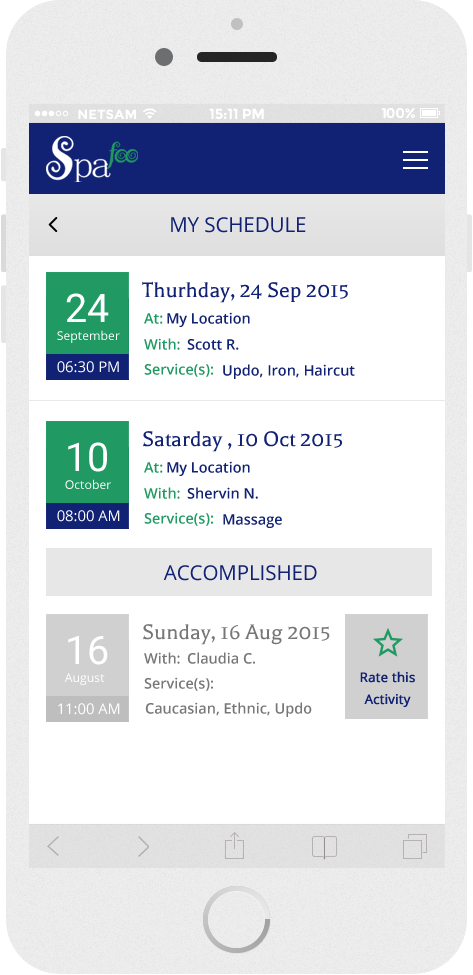 NETSAM 15:11 PM 100%
Spa foo
MY SCHEDULE
24
September
06:30 PM
Thurhday, 24 Sep 2015
At: My Location
With: Scott R.
Service(s): Updo, Iron, Haircut
10
October
08:00 AM
Satarday , 10 Oct 2015
At: My Location
With: Shervin N.
Service(s): Massage
ACCOMPLISHED
16
August
11:00 AM
Sunday, 16 Aug 2015
With: Claudia C.
Service(s):
Caucasian, Ethnic, Updo
Rate this
Activity